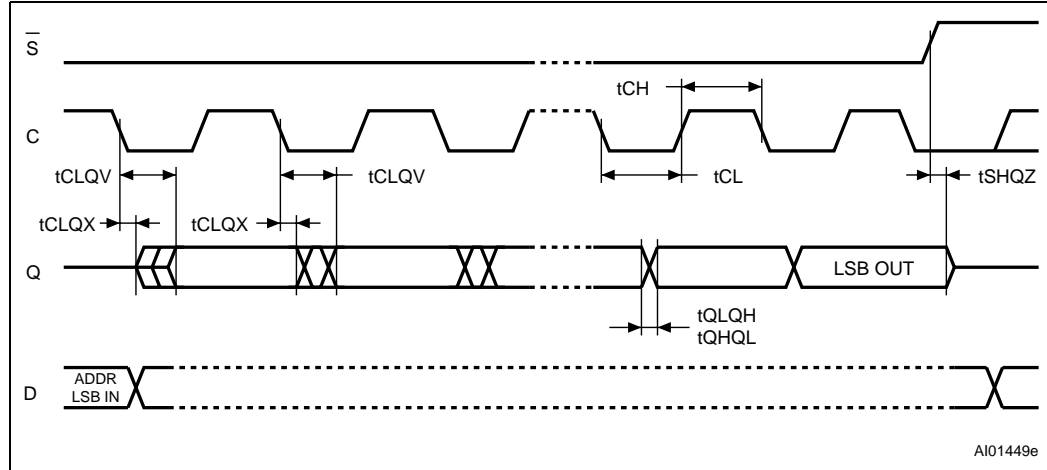 S
tCH
C
tCLQV
tCLQV
tCL
tSHQZ
tCLQX
tCLQX
Q
LSB OUT
tQLQH
tQHQL
D
ADDR
LSB IN
AI01449e